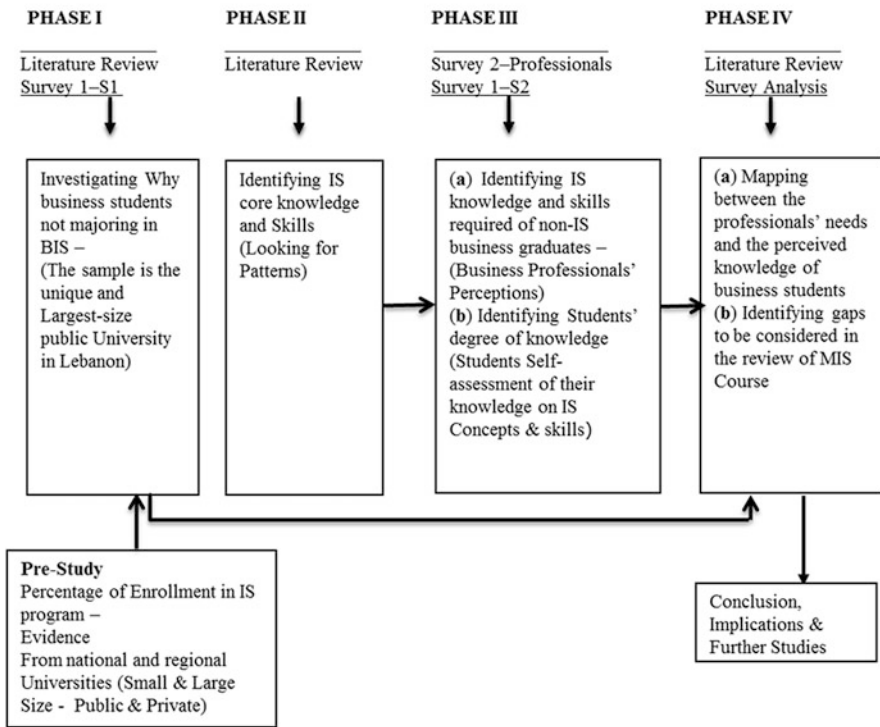 PHASE I
Literature Review
Survey 1–S1
Investigating Why
business students
not majoring in
BIS –
(The sample is the
unique and
Largest-size
public University
in Lebanon)
PHASE II
Literature Review
Identifying IS
core knowledge
and Skills
(Looking for
Patterns)
PHASE III
Survey 2–Professionals
Survey 1–S2
(a) Identifying IS
knowledge and skills
required of non-IS
business graduates –
(Business Professionals'
Perceptions)
(b) Identifying Students'
degree of knowledge
(Students Self-
assessment of their
knowledge on IS
Concepts & skills)
PHASE IV
Literature Review
Survey Analysis
(a) Mapping
between the
professionals' needs
and the perceived
knowledge of
business students
(b) Identifying gaps
to be considered in
the review of MIS
Course
Pre-Study
Percentage of Enrollment in IS
program –
Evidence
From national and regional
Universities (Small & Large
Size - Public & Private)
Conclusion,
Implications &
Further Studies